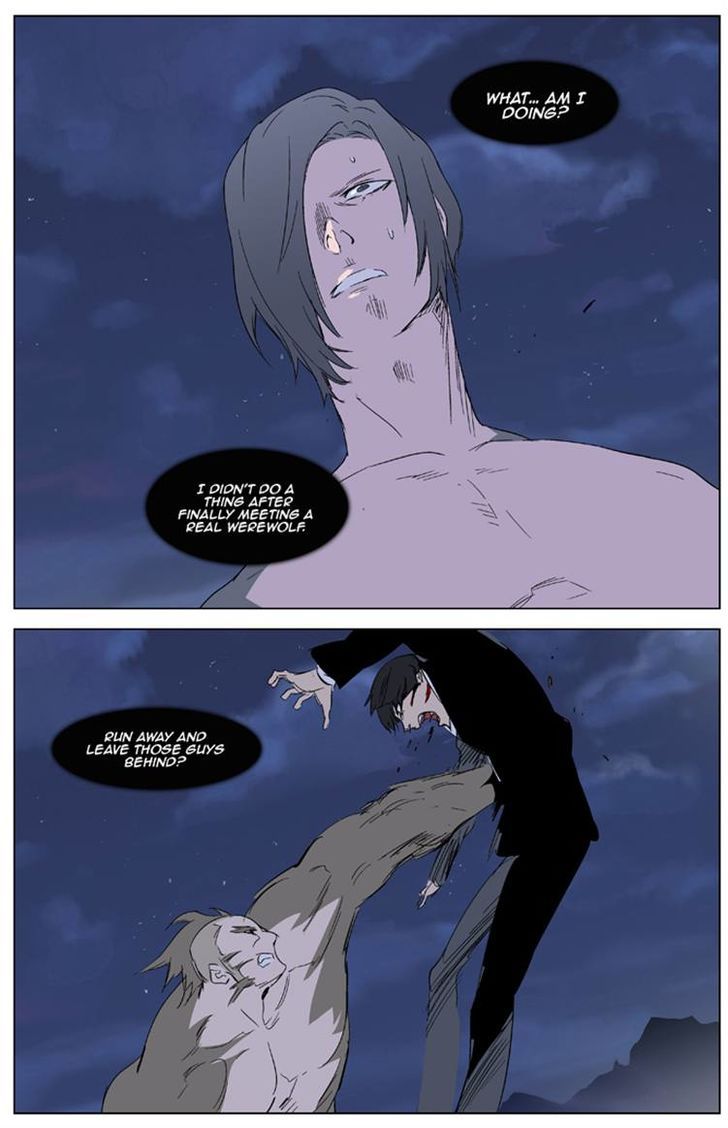 WHAT... AM I
DOING?
I DIDN'T DO A
THING AFTER
FINALLY MEETING A
REAL WEREWOLF.
RUN AWAY AND
LEAVE THOSE GUYS
BEHIND?